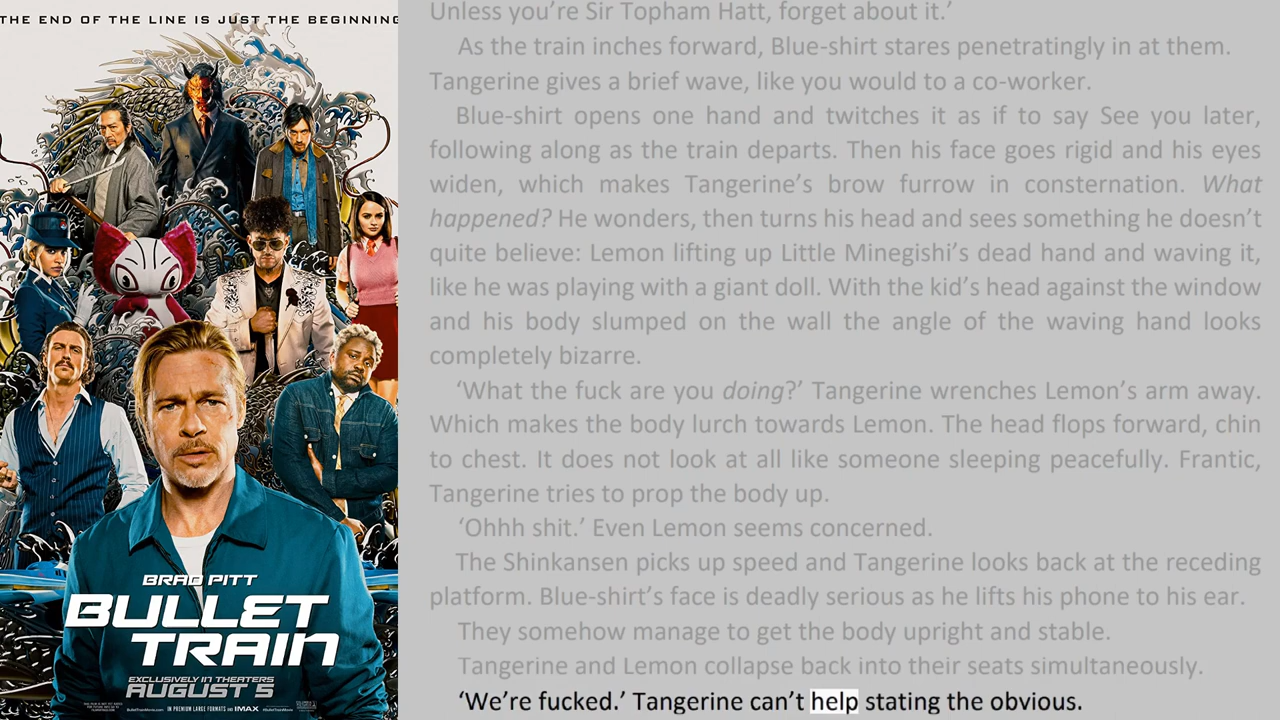 THE END OF THE LINE IS JUST THE BEGINNING
BRAD PITT
BULLET
TRAIN
EXCLUSIVELY IN THEATERS
AUGUST 5
BulletTrainMovie.com
IN PREMIUM LARGE FORMATS AND IMAX
#BulletTrainMovie
Unless you’re Sir Topham Hatt, forget about it.’
As the train inches forward, Blue-shirt stares penetratingly in at them.
Tangerine gives a brief wave, like you would to a co-worker.
Blue-shirt opens one hand and twitches it as if to say See you later,
following along as the train departs. Then his face goes rigid and his eyes
widen, which makes Tangerine’s brow furrow in consternation. What
happened? He wonders, then turns his head and sees something he doesn’t
quite believe: Lemon lifting up Little Minegishi’s dead hand and waving it,
like he was playing with a giant doll. With the kid’s head against the window
and his body slumped on the wall the angle of the waving hand looks
completely bizarre.
‘What the fuck are you doing?’ Tangerine wrenches Lemon’s arm away.
Which makes the body lurch towards Lemon. The head flops forward, chin
to chest. It does not look at all like someone sleeping peacefully. Frantic,
Tangerine tries to prop the body up.
‘Ohhh shit.’ Even Lemon seems concerned.
The Shinkansen picks up speed and Tangerine looks back at the receding
platform. Blue-shirt’s face is deadly serious as he lifts his phone to his ear.
They somehow manage to get the body upright and stable.
Tangerine and Lemon collapse back into their seats simultaneously.
‘We’re fucked.’ Tangerine can’t help stating the obvious.